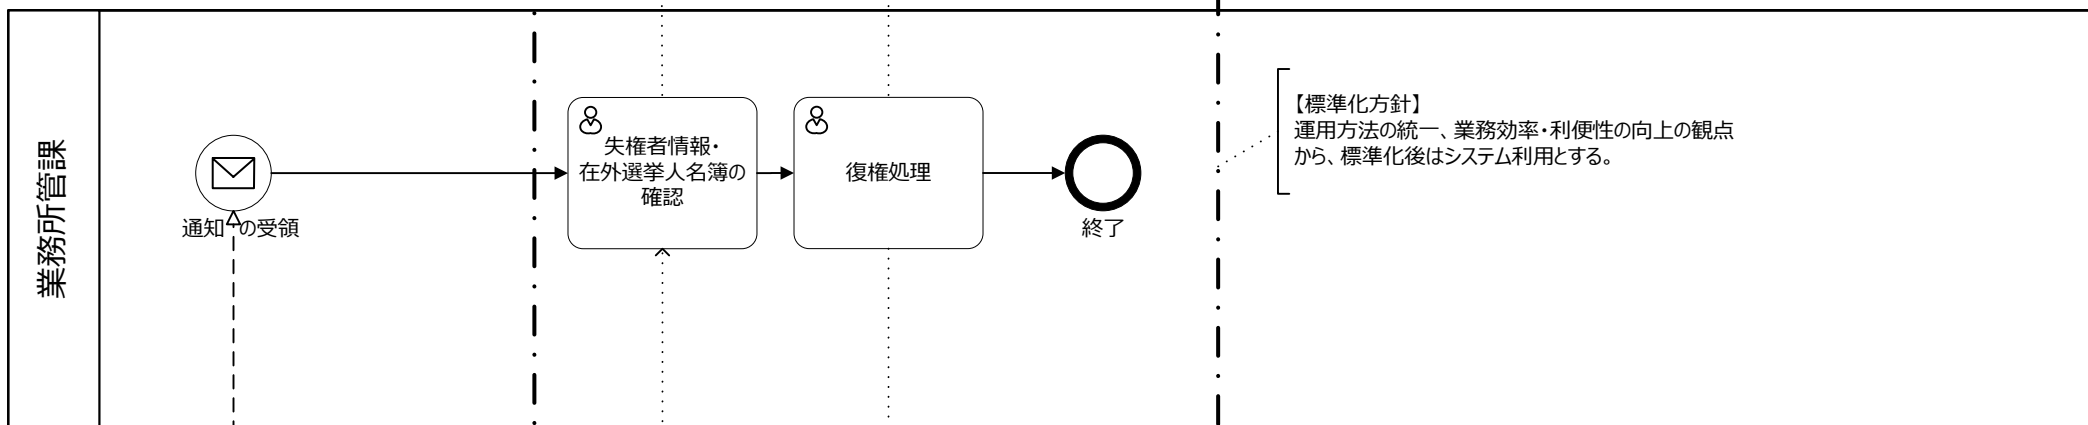 業務所管課
通知 の受領
失権者情報・
在外選挙人名簿の
確認
復権処理
終了
【標準化方針】
運用方法の統一、業務効率・利便性の向上の観点
から、標準化後はシステム利用とする。